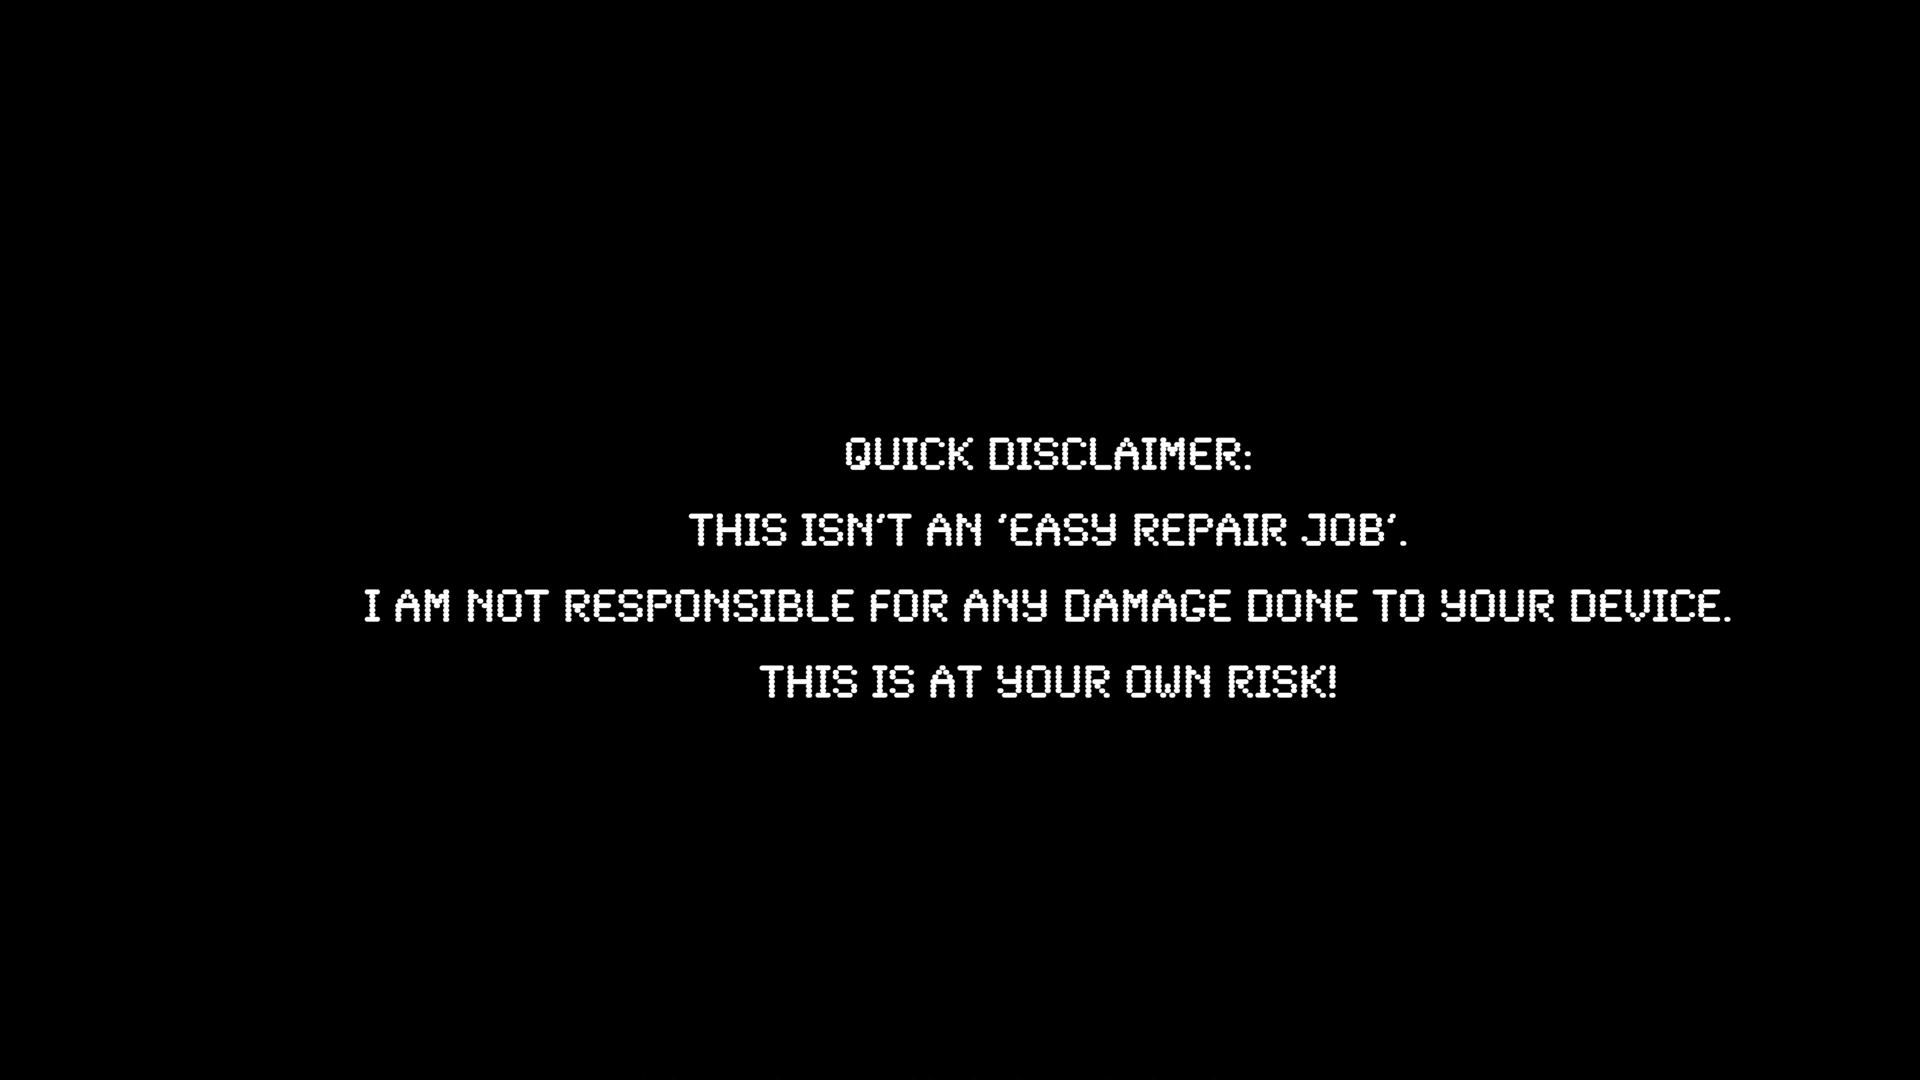 QUICK DISCLAIMER:
THIS ISN'T AN 'EASY REPAIR JOB'.
I AM NOT RESPONSIBLE FOR ANY DAMAGE DONE TO YOUR DEVICE.
THIS IS AT YOUR OWN RISK!